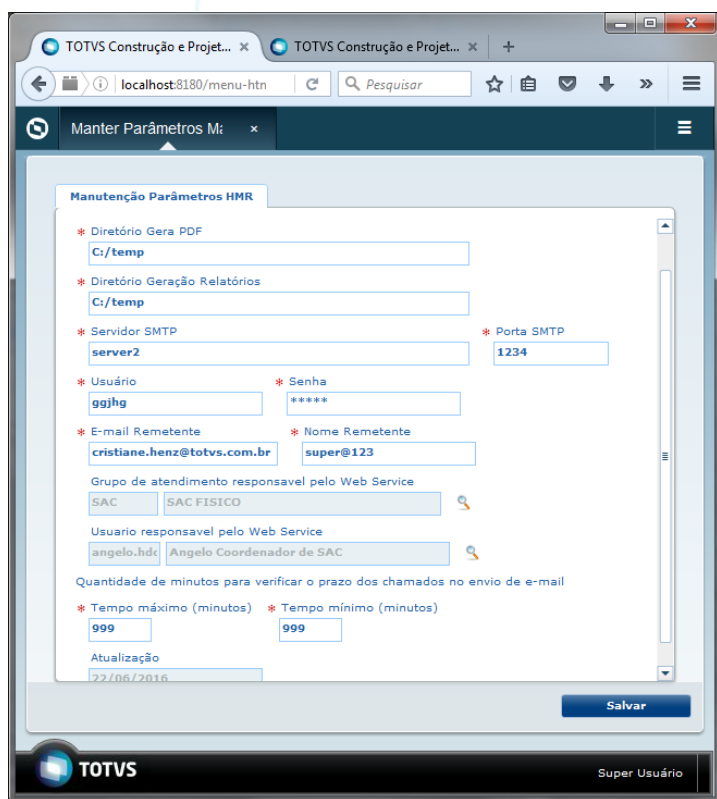 TOTVS Construção e Projet... × TOTVS Construção e Projet... × +
localhost:8180/menu-htn Pesquisar »
Manter Parâmetros Ma ×
Manutenção Parâmetros HMR
* Diretório Gera PDF
C:/temp
* Diretório Geração Relatórios
C:/temp
* Servidor SMTP * Porta SMTP
server2 1234
* Usuário * Senha
ggjhg *****
* E-mail Remetente * Nome Remetente
cristiane.henz@totvs.com.br super@123
Grupo de atendimento responsavel pelo Web Service
SAC SAC FISICO
Usuario responsavel pelo Web Service
angelo.hdc Angelo Coordenador de SAC
Quantidade de minutos para verificar o prazo dos chamados no envio de e-mail
* Tempo máximo (minutos) * Tempo mínimo (minutos)
999 999
Atualização
22/06/2016
Salvar
TOTVS Super Usuário